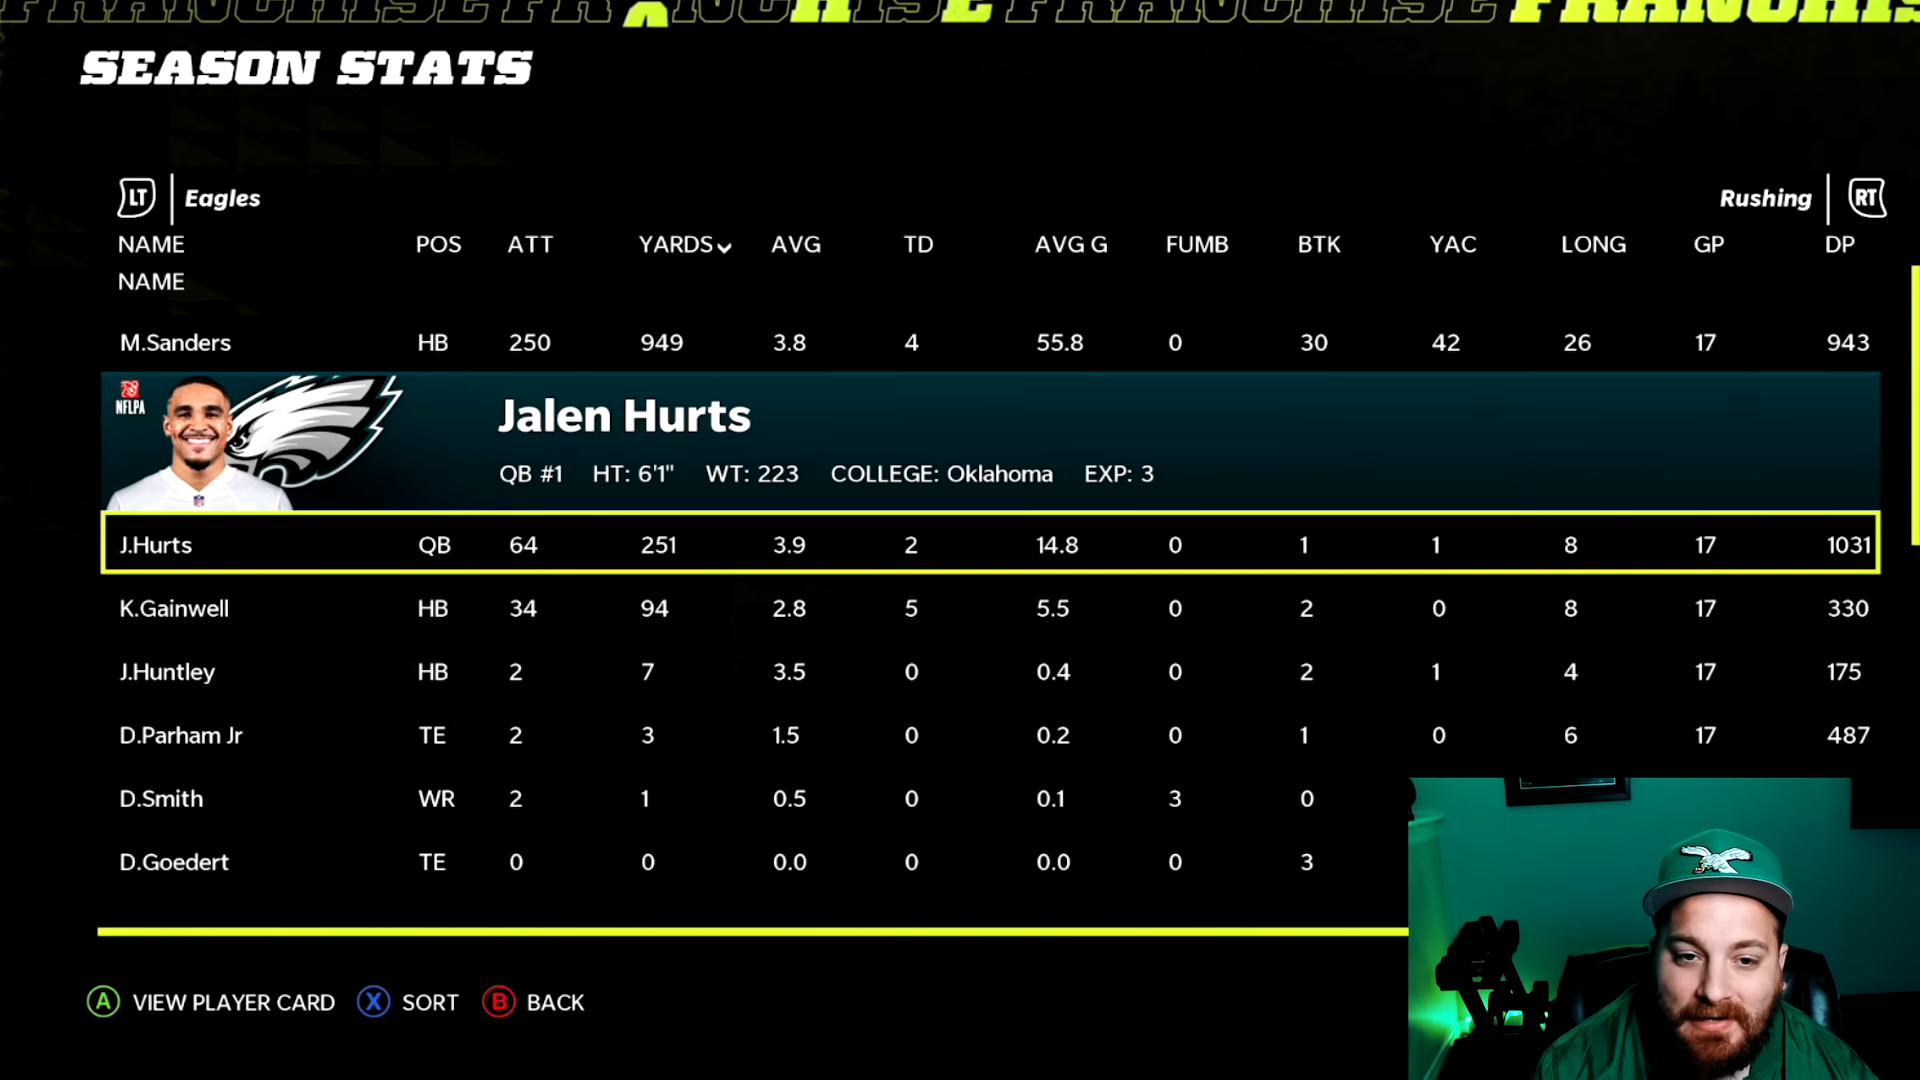 FRANCHISE FRANCHISE FRANCHISE FRANCHIS
SEASON STATS
LT Eagles Rushing RT
NAME POS ATT YARDS AVG TD AVG G FUMB BTK YAC LONG GP DP
NAME
M.Sanders HB 250 949 3.8 4 55.8 0 30 42 26 17 943
NFLPA
Jalen Hurts
QB #1 HT: 6'1" WT: 223 COLLEGE: Oklahoma EXP: 3
J.Hurts QB 64 251 3.9 2 14.8 0 1 1 8 17 1031
K.Gainwell HB 34 94 2.8 5 5.5 0 2 0 8 17 330
J.Huntley HB 2 7 3.5 0 0.4 0 2 1 4 17 175
D.Parham Jr TE 2 3 1.5 0 0.2 0 1 0 6 17 487
D.Smith WR 2 1 0.5 0 0.1 3 0
D.Goedert TE 0 0 0.0 0 0.0 0 3
A VIEW PLAYER CARD X SORT B BACK